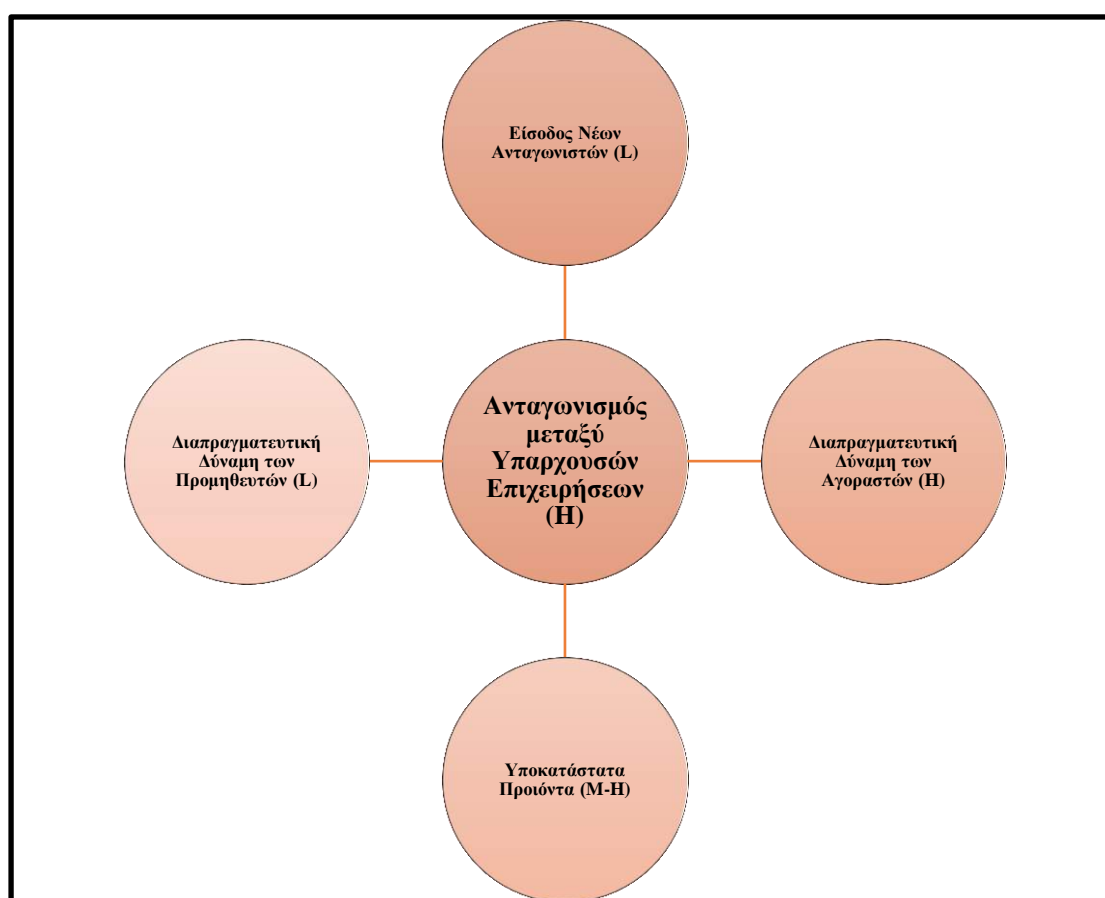 Είσοδος Νέων
Ανταγωνιστών (L)
Διαπραγματευτική
Δύναμη των
Προμηθευτών (L)
Ανταγωνισμός
μεταξύ
Υπαρχουσών
Επιχειρήσεων
(H)
Διαπραγματευτική
Δύναμη των
Αγοραστών (H)
Υποκατάστατα
Προιόντα (M-H)